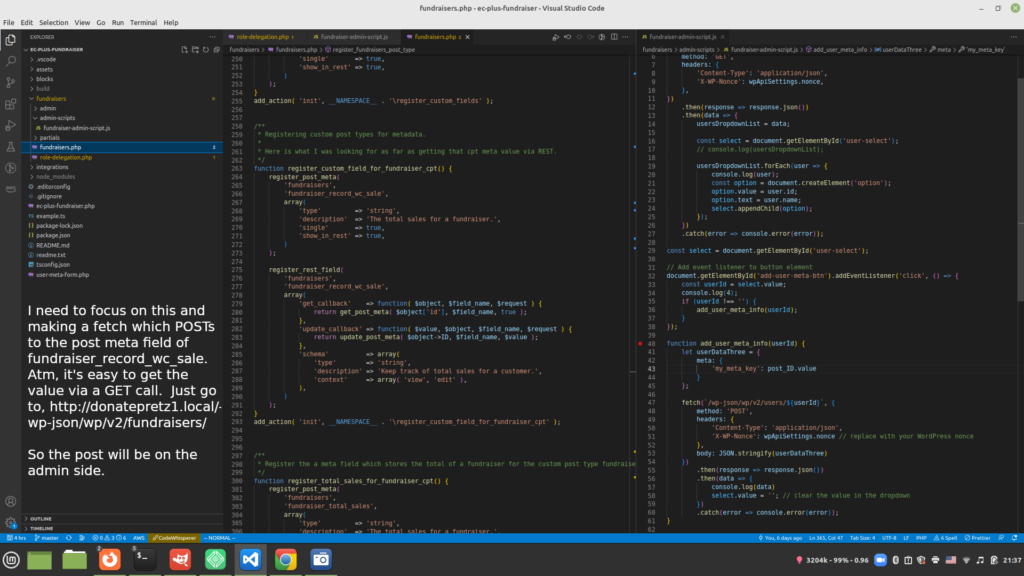 fundraisers.php - ec-plus-fundraiser - Visual Studio Code
File Edit Selection View Go Run Terminal Help
EXPLORER
EC-PLUS-FUNDRAISER
.vscode
assets
blocks
build
fundraisers
admin
admin-scripts
fundraiser-admin-script.js
partials
fundraisers.php 2
role-delegation.php 1
integrations
node_modules
.editorconfig
.gitignore
ec-plus-fundraiser.php
example.ts
package-lock.json
package.json
README.md
readme.txt
tsconfig.json
user-meta-form.php
I need to focus on this and
making a fetch which POSTs
to the post meta field of
fundraiser_record_wc_sale.
Atm, it's easy to get the
value via a GET call.  Just go
to, http://donatepretz1.local/
wp-json/wp/v2/fundraisers/
So the post will be on the
admin side.
OUTLINE
TIMELINE
role-delegation.php 1 fundraiser-admin-script.js fundraisers.php 2
fundraisers > fundraisers.php > register_fundraisers_post_type
250 'single' => true,
251 'show_in_rest' => true,
252 )
253 );
254 }
255 add_action( 'init', __NAMESPACE__ . '\register_custom_fields' );
256
257
258 /**
259 * Registering custom post types for metadata.
260 *
261 * Here is what I was looking for as far as getting that cpt meta value via REST.
262 */
263 function register_custom_field_for_fundraiser_cpt() {
264 register_post_meta(
265 'fundraisers',
266 'fundraiser_record_wc_sale',
267 array(
268 'type' => 'string',
269 'description' => 'The total sales for a fundraiser.',
270 'single' => true,
271 'show_in_rest' => true,
272 )
273 );
274
275 register_rest_field(
276 'fundraisers',
277 'fundraiser_record_wc_sale',
278 array(
279 'get_callback' => function( $object, $field_name, $request ) {
280 return get_post_meta( $object['id'], $field_name, true );
281 },
282 'update_callback' => function( $value, $object, $field_name, $request ) {
283 return update_post_meta( $object->ID, $field_name, $value );
284 },
285 'schema' => array(
286 'type' => 'string',
287 'description' => 'Keep track of total sales for a customer.',
288 'context' => array( 'view', 'edit' ),
289 ),
290 )
291 );
292 }
293 add_action( 'init', __NAMESPACE__ . '\register_custom_field_for_fundraiser_cpt' );
294
295
296
297 /**
298 * Register the a meta field which stores the total of a fundraiser for the custom post type fundraise
299 */
300 function register_total_sales_for_fundraiser_cpt() {
301 register_post_meta(
302 'fundraisers',
303 'fundraiser_total_sales',
304 array(
305 'type' => 'string',
306 'description' => 'The total sales for a fundraiser.',
fundraiser-admin-script.js
fundraisers > admin-scripts > fundraiser-admin-script.js > add_user_meta_info > userDataThree > meta > 'my_meta_key'
6 method: 'GET',
7 headers: {
8 'Content-Type': 'application/json',
9 'X-WP-Nonce': wpApiSettings.nonce,
10 },
11 })
12 .then(response => response.json())
13 .then(data => {
14 usersDropdownList = data;
15
16 const select = document.getElementById('user-select');
17 // console.log(usersDropdownList);
18
19 usersDropdownList.forEach(user => {
20 console.log(user);
21 const option = document.createElement('option');
22 option.value = user.id;
23 option.text = user.name;
24 select.appendChild(option);
25 });
26 })
27 .catch(error => console.error(error));
28
29 const select = document.getElementById('user-select');
30
31 // Add event listener to button element
32 document.getElementById('add-user-meta-btn').addEventListener('click', () => {
33 const userId = select.value;
34 console.log(4);
35 if (userId !== '') {
36 add_user_meta_info(userId);
37 }
38 });
39
40 function add_user_meta_info(userId) {
41 let userDataThree = {
42 meta: {
43 'my_meta_key': post_ID.value
44 }
45 };
46
47 fetch(`/wp-json/wp/v2/users/${userId}`, {
48 method: 'POST',
49 headers: {
50 'Content-Type': 'application/json',
51 'X-WP-Nonce': wpApiSettings.nonce // replace with your WordPress nonce
52 },
53 body: JSON.stringify(userDataThree)
54 })
55 .then(response => response.json())
56 .then(data => {
57 console.log(data)
58 select.value = ''; // clear the value in the dropdown
59 })
60 .catch(error => console.error(error));
61 }
62
4 hrs master 0 3 6 AWS CodeWhisperer -- NORMAL -- You, 6 days ago Ln 365, Col 47 Tab Size: 4 UTF-8 LF PHP 6 Spell Prettier
3204k - 99% - 0.96 21:37